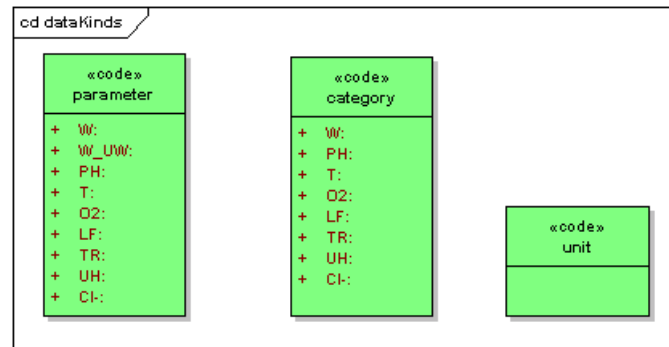 cd dataKinds
«code»
parameter
+ W:
+ W_UW:
+ PH:
+ T:
+ O2:
+ LF:
+ TR:
+ UH:
+ Cl-:
«code»
category
+ W:
+ PH:
+ T:
+ O2:
+ LF:
+ TR:
+ UH:
+ Cl-:
«code»
unit